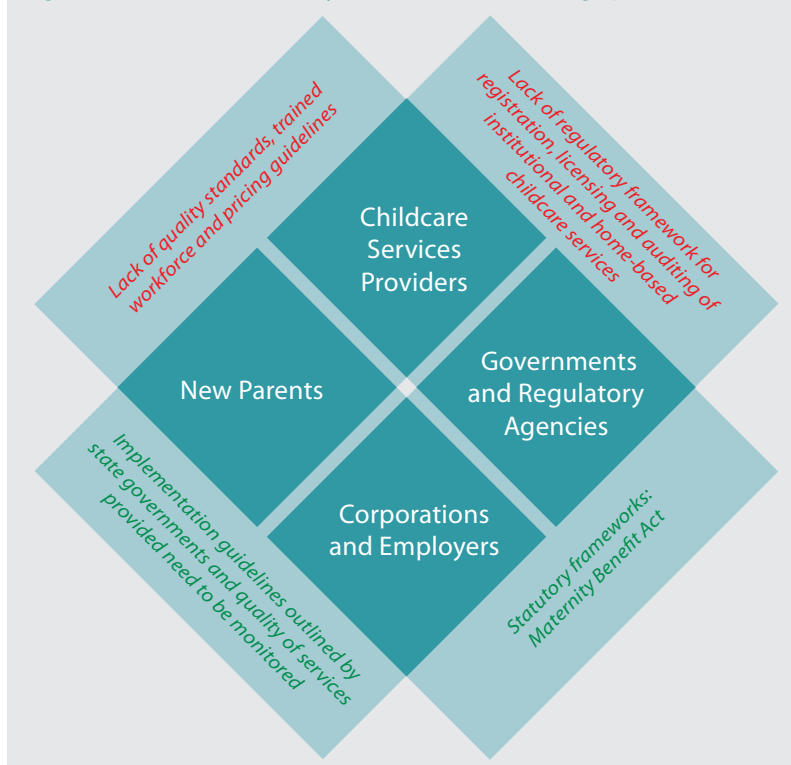 Lack of quality standards, trained
workforce and pricing guidelines
Lack of regulatory framework for
registration, licensing and auditing of
institutional and home-based
childcare services
Childcare
Services
Providers
New Parents
Governments
and Regulatory
Agencies
Corporations
and Employers
Implementation guidelines outlined by
state governments and quality of services
provided need to be monitored
Statutory frameworks:
Maternity Benefit Act